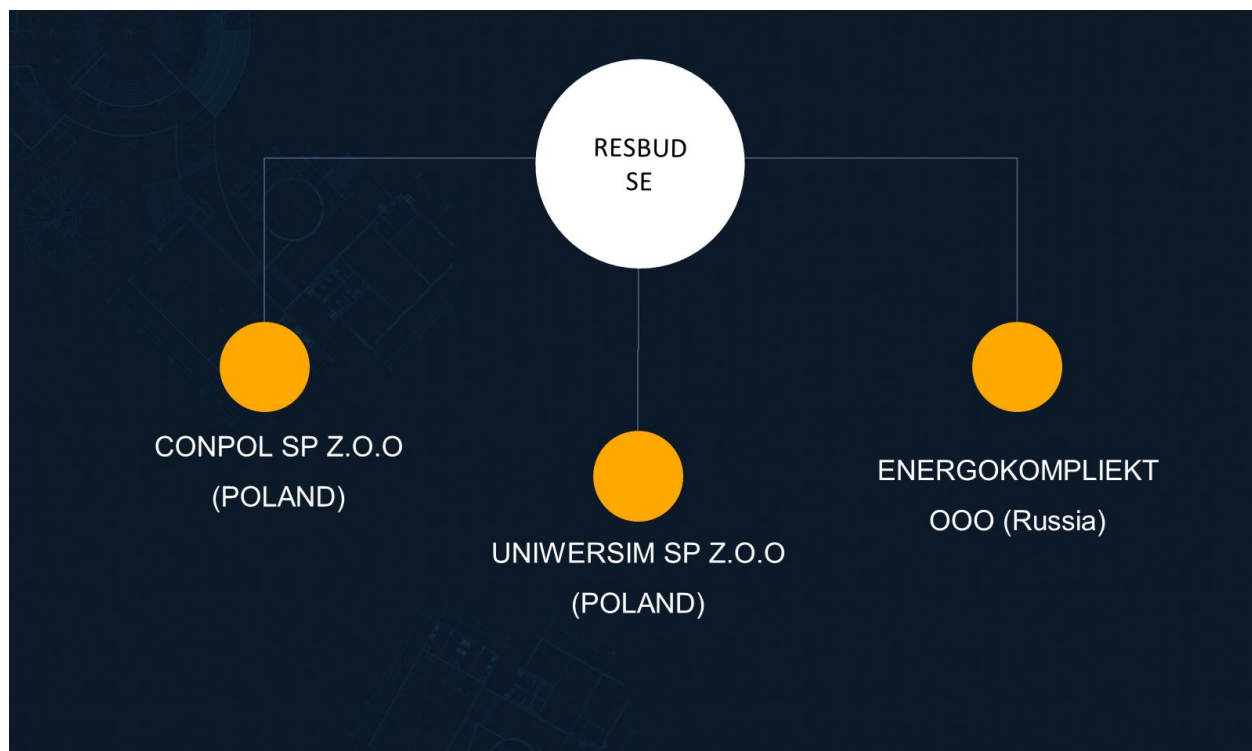 RESBUD
SE
CONPOL SP Z.O.O
(POLAND)
UNIWERSIM SP Z.O.O
(POLAND)
ENERGOKOMPLIEKT
OOO (Russia)